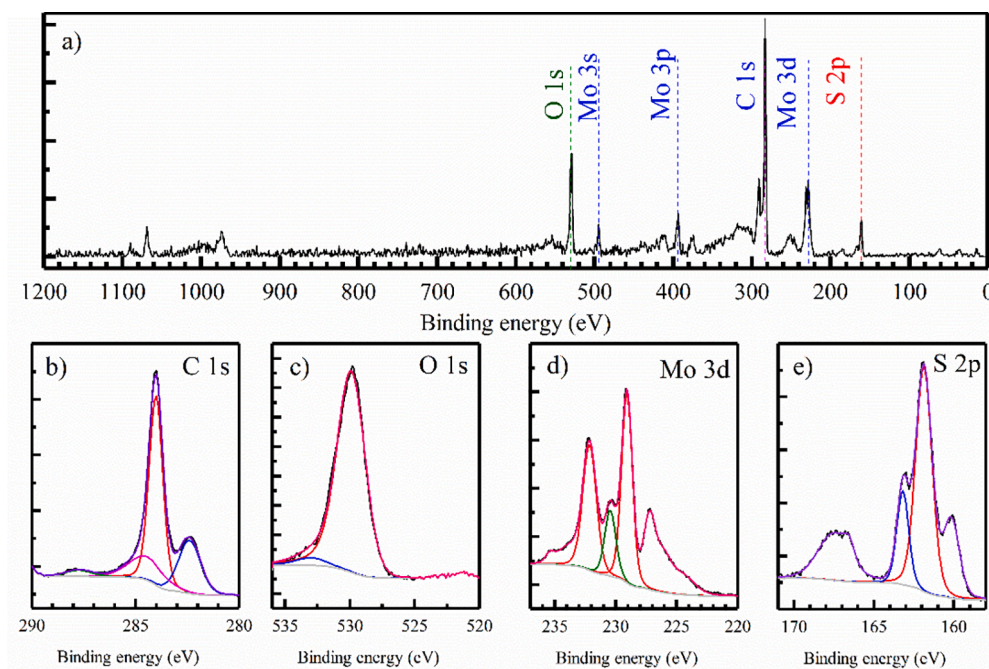 a)
O 1s
Mo 3s
Mo 3p
C 1s
Mo 3d
S 2p
1200 1100 1000 900 800 700 600 500 400 300 200 100 0
Binding energy (eV)
b) C 1s
c) O 1s
d) Mo 3d
e) S 2p
290 284 280
535 530 520
235 230 225 220
170 165 160
Binding energy (eV) Binding energy (eV) Binding energy (eV) Binding energy (eV)